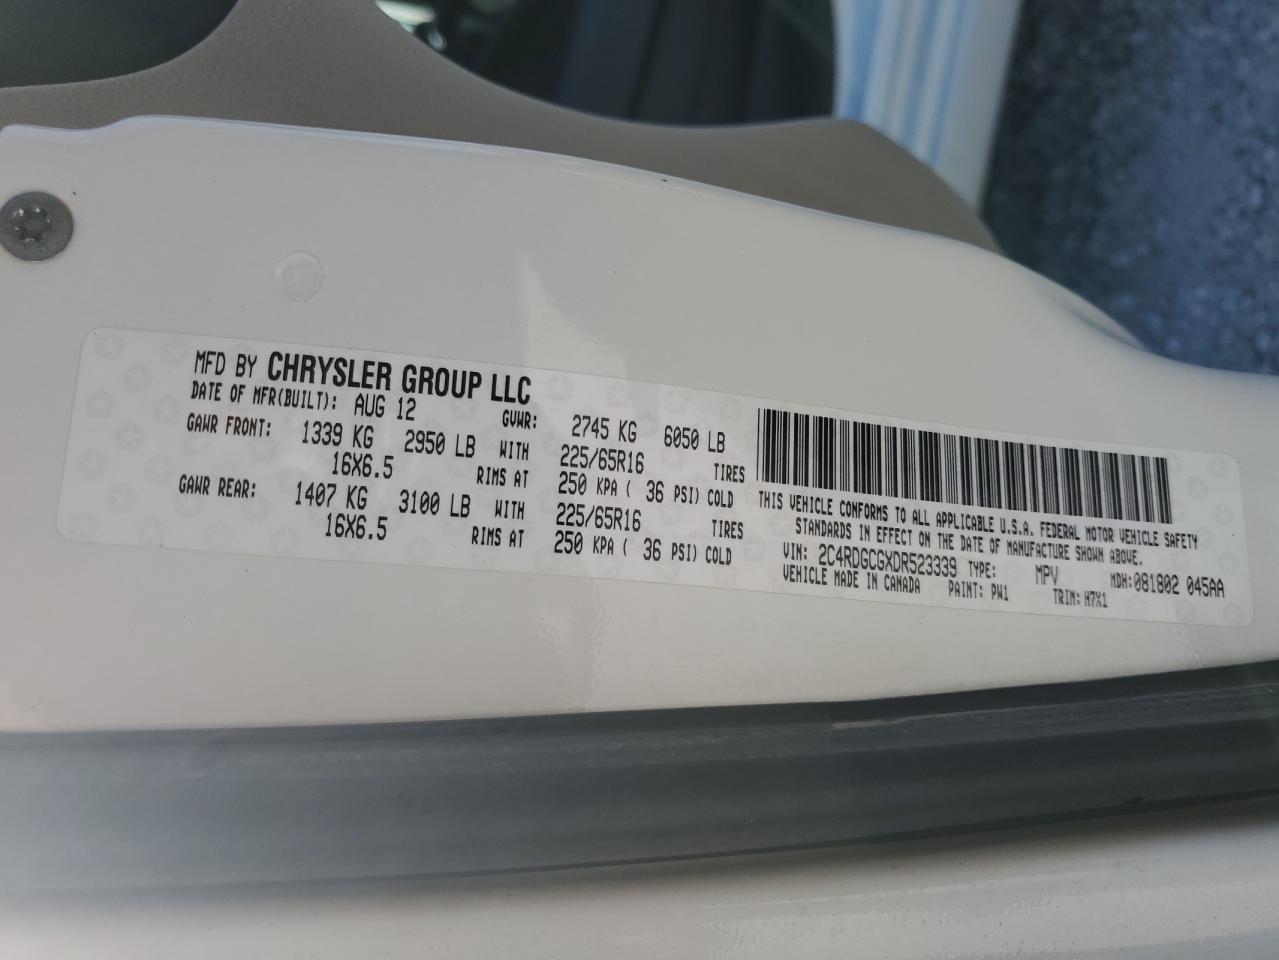 MFD BY CHRYSLER GROUP LLC
DATE OF MFR(BUILT): AUG 12 GVWR: 2745 KG 6050 LB
GAWR FRONT: 1339 KG 2950 LB WITH 225/65R16 TIRES
16X6.5 RIMS AT 250 KPA ( 36 PSI) COLD
GAWR REAR: 1407 KG 3100 LB WITH 225/65R16 TIRES
16X6.5 RIMS AT 250 KPA ( 36 PSI) COLD
THIS VEHICLE CONFORMS TO ALL APPLICABLE U.S.A. FEDERAL MOTOR VEHICLE SAFETY
STANDARDS IN EFFECT ON THE DATE OF MANUFACTURE SHOWN ABOVE.
VIN: 2C4RDGCGXDR523339 TYPE: MPV MDH:081802 045AA
VEHICLE MADE IN CANADA PAINT: PW1 TRIM: H7X1